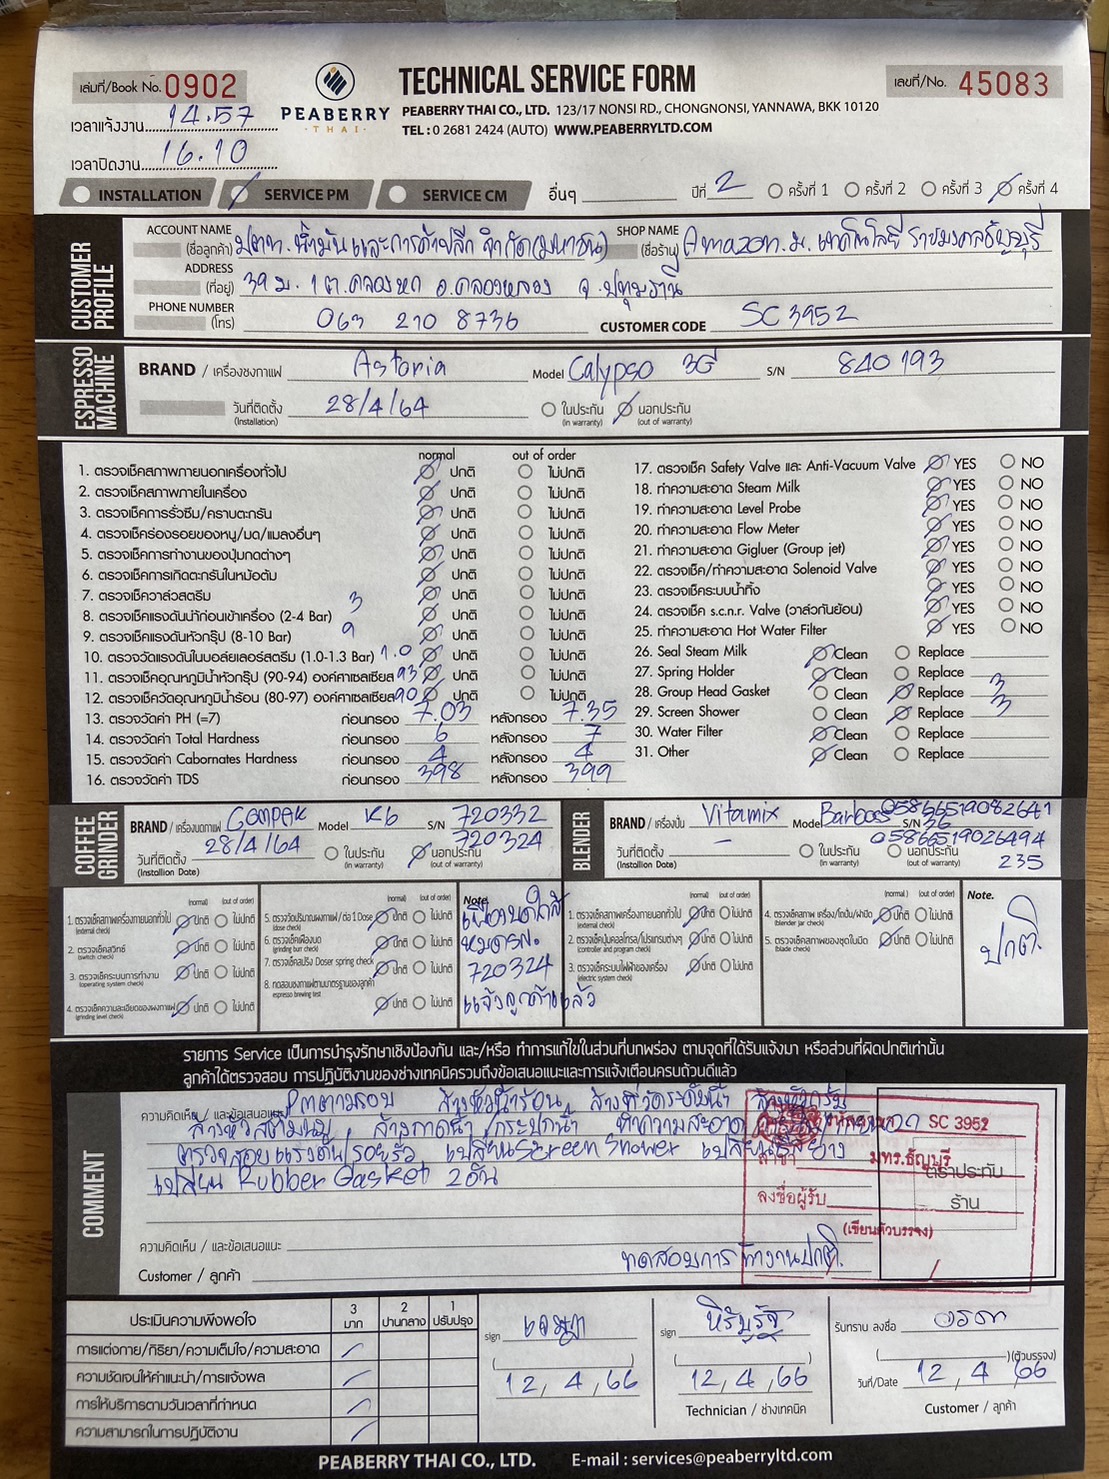 เล่มที่/Book No. 0902
PEABERRY
THAI
TECHNICAL SERVICE FORM
PEABERRY THAI CO., LTD. 123/17 NONSI RD., CHONGNONSI, YANNAWA, BKK 10120
TEL : 0 2681 2424 (AUTO) WWW.PEABERRYLTD.COM
เลขที่/No. 45083
เวลาแจ้งงาน 14.57
เวลาปิดงาน 16.10
INSTALLATION SERVICE PM SERVICE CM อื่นๆ ปีที่ 2 ครั้งที่ 1 ครั้งที่ 2 ครั้งที่ 3 ครั้งที่ 4
CUSTOMER PROFILE
ACCOUNT NAME (ชื่อลูกค้า) ปตท. น้ำมันและการค้าปลีก จำกัด(มหาชน) SHOP NAME (ชื่อร้าน) Amazon. ม. เทคโนโลยี ราชมงคลธัญบุรี
ADDRESS (ที่อยู่) 39 ม. 1 ต.คลองหก อ.คลองหลวง จ.ปทุมธานี
PHONE NUMBER (โทร) 063 210 8736 CUSTOMER CODE SC 3952
ESPRESSO MACHINE
BRAND / เครื่องชงกาแฟ Astoria Model Calypso 3G S/N 840193
วันที่ติดตั้ง (Installation) 28/4/64 ในประกัน (in warranty) นอกประกัน (out of warranty)
normal out of order
1. ตรวจเช็คสภาพภายนอกเครื่องทั่วไป ปกติ ไม่ปกติ
2. ตรวจเช็คสภาพภายในเครื่อง ปกติ ไม่ปกติ
3. ตรวจเช็คการรั่วซึม/คราบตะกรัน ปกติ ไม่ปกติ
4. ตรวจเช็คร่องรอยของหนู/มด/แมลงอื่นๆ ปกติ ไม่ปกติ
5. ตรวจเช็คการทำงานของปุ่มกดต่างๆ ปกติ ไม่ปกติ
6. ตรวจเช็คการเกิดตะกรันในหม้อต้ม ปกติ ไม่ปกติ
7. ตรวจเช็ควาล์วสตรีม ปกติ ไม่ปกติ
8. ตรวจเช็คแรงดันน้ำก่อนเข้าเครื่อง (2-4 Bar) 3 ปกติ ไม่ปกติ
9. ตรวจเช็คแรงดันหัวกรุ๊ป (8-10 Bar) 9 ปกติ ไม่ปกติ
10. ตรวจวัดแรงดันในบอล์ยเลอร์สตรีม (1.0-1.3 Bar) 1.0 ปกติ ไม่ปกติ
11. ตรวจเช็คอุณหภูมิน้ำหัวกรุ๊ป (90-94) องค์ศาเซลเซียส 93 ปกติ ไม่ปกติ
12. ตรวจเช็ควัดอุณหภูมิน้ำร้อน (80-97) องค์ศาเซลเซียส 90 ปกติ ไม่ปกติ
13. ตรวจวัดค่า PH (=7) ก่อนกรอง 7.03 หลังกรอง 7.35
14. ตรวจวัดค่า Total Hardness ก่อนกรอง 6 หลังกรอง 7
15. ตรวจวัดค่า Cabornates Hardness ก่อนกรอง 4 หลังกรอง 4
16. ตรวจวัดค่า TDS ก่อนกรอง 398 หลังกรอง 399
17. ตรวจเช็ค Safety Valve และ Anti-Vacuum Valve YES NO
18. ทำความสะอาด Steam Milk YES NO
19. ทำความสะอาด Level Probe YES NO
20. ทำความสะอาด Flow Meter YES NO
21. ทำความสะอาด Gigluer (Group jet) YES NO
22. ตรวจเช็ค/ทำความสะอาด Solenoid Valve YES NO
23. ตรวจเช็คระบบน้ำทิ้ง YES NO
24. ตรวจเช็ค s.c.n.r. Valve (วาล์วกันย้อน) YES NO
25. ทำความสะอาด Hot Water Filter YES NO
26. Seal Steam Milk Clean Replace
27. Spring Holder Clean Replace
28. Group Head Gasket Clean Replace 3
29. Screen Shower Clean Replace 3
30. Water Filter Clean Replace
31. Other Clean Replace
COFFEE GRINDER
BRAND / เครื่องบดกาแฟ Compak Model K6 S/N 720332
720324
วันที่ติดตั้ง (Installtion Date) 28/4/64 ในประกัน (in warranty) นอกประกัน (out of warranty)
BLENDER
BRAND / เครื่องปั่น Vitamix Model S/N 0586651908264136
0586651902649​4235
วันที่ติดตั้ง (Installtion Date) - ในประกัน (in warranty) นอกประกัน (out of warranty)
(normal) (out of order)
1. ตรวจเช็คสภาพเครื่องภายนอกทั่วไป (external check) ปกติ ไม่ปกติ
2. ตรวจเช็คสวิทซ์ (switch check) ปกติ ไม่ปกติ
3. ตรวจเช็คระบบการทำงาน (operating system check) ปกติ ไม่ปกติ
4. ตรวจเช็คความละเอียดของผงกาแฟ (grinding level check) ปกติ ไม่ปกติ
5. ตรวจวัดปริมาณผงกาแฟ / ต่อ 1 Dose (dose check) ปกติ ไม่ปกติ
6. ตรวจเช็คเฟืองบด (grinding burr check) ปกติ ไม่ปกติ
7. ตรวจเช็คสปริง Doser spring check ปกติ ไม่ปกติ
8. ทดสอบชงกาแฟตามมาตรฐานของลูกค้า espresso brewing test ปกติ ไม่ปกติ
Note.
เฟืองบดใกล้
หมดรอบ.
720324
แจ้งลูกค้าแล้ว
1. ตรวจเช็คสภาพเครื่องภายนอกทั่วไป (external check) ปกติ ไม่ปกติ
2. ตรวจเช็คปุ่มคอลโทรล/โปรแกรมต่างๆ (controller and program check) ปกติ ไม่ปกติ
3. ตรวจเช็คระบบไฟฟ้าของเครื่อง (electric system check) ปกติ ไม่ปกติ
4. ตรวจเช็คสภาพ เครื่อง/โถปั่น/ฝาปิด (blender jar check) ปกติ ไม่ปกติ
5. ตรวจเช็คสภาพของชุดใบมีด (blade check) ปกติ ไม่ปกติ
Note.
ปกติ.
รายการ Service เป็นการบำรุงรักษาเชิงป้องกัน และ/หรือ ทำการแก้ไขในส่วนที่บกพร่อง ตามจุดที่ได้รับแจ้งมา หรือส่วนที่ผิดปกติเท่านั้น
ลูกค้าได้ตรวจสอบ การปฏิบัติงานของช่างเทคนิครวมถึงข้อเสนอแนะและการแจ้งเตือนครบถ้วนดีแล้ว
COMMENT
ความคิดเห็น / และข้อเสนอแนะ PM ตามรอบ ล้างหัวน้ำร้อน, ล้างที่วัดระดับน้ำ ล้างหัวกรุ๊ป
ล้างหัวสตีมนม, ล้างถาดน้ำ/กระปุกน้ำ ทำความสะอาด
ตรวจสอบแรงดัน/รอยรั่ว เปลี่ยน Screen Shower เปลี่ยน
เปลี่ยน Rubber Gasket 2 อัน
SC 3952
สาขา มทร.ธัญบุรี
ลงชื่อผู้รับ
(เขียนตัวบรรจง)
ตราประทับ
ร้าน
ความคิดเห็น / และข้อเสนอแนะ
ทดสอบการทำงานปกติ.
Customer / ลูกค้า
ประเมินความพึงพอใจ 3 มาก 2 ปานกลาง 1 ปรับปรุง
การแต่งกาย/กิริยา/ความเต็มใจ/ความสะอาด
ความชัดเจนให้คำแนะนำ/การแจ้งผล
การให้บริการตามวันเวลาที่กำหนด
ความสามารถในการปฏิบัติงาน
sign
12, 4, 66
sign หิรัญรัฐ
12, 4, 66
Technician / ช่างเทคนิค
รับทราบ ลงชื่อ
(ตัวบรรจง)
วันที่/Date 12, 4, 66
Customer / ลูกค้า
PEABERRY THAI CO., LTD. E-mail : services@peaberryltd.com